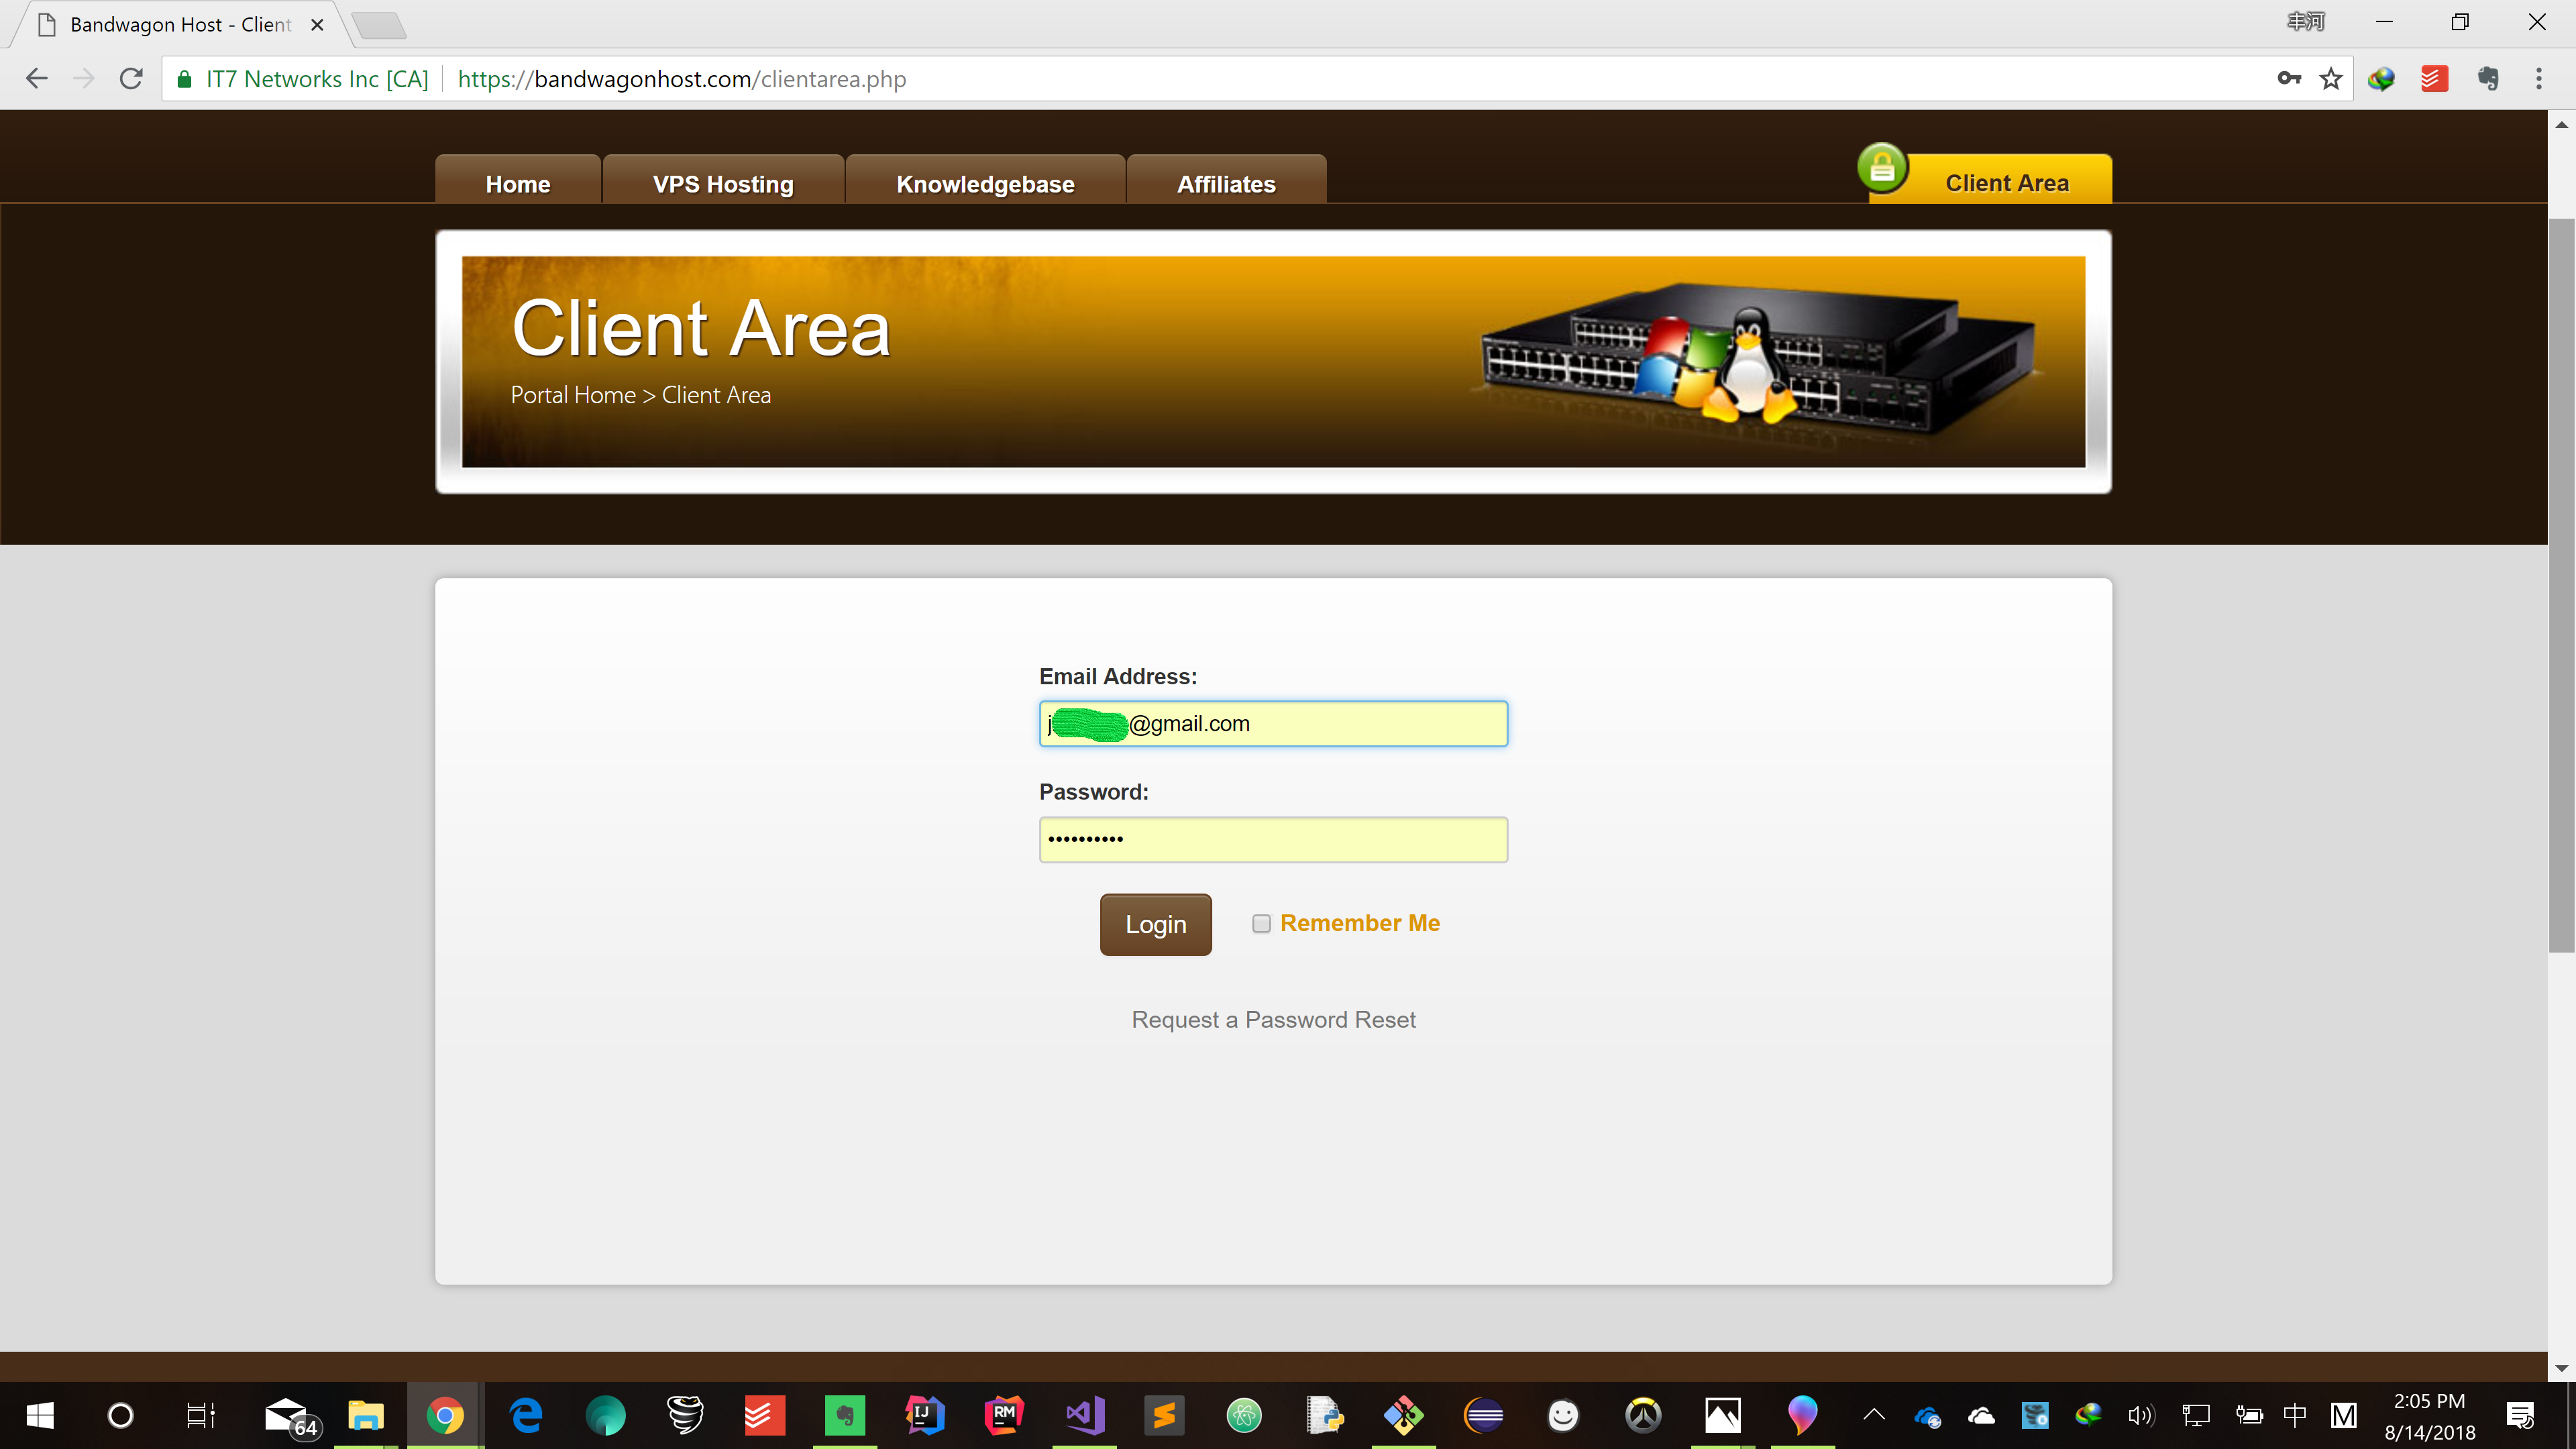 Bandwagon Host - Client
丰河
IT7 Networks Inc [CA]
https://bandwagonhost.com/clientarea.php
Home
VPS Hosting
Knowledgebase
Affiliates
Client Area
Client Area
Portal Home > Client Area
Email Address:
j
@gmail.com
Password:
Login
Remember Me
Request a Password Reset
64
IJ
RM
中
M
2:05 PM
8/14/2018